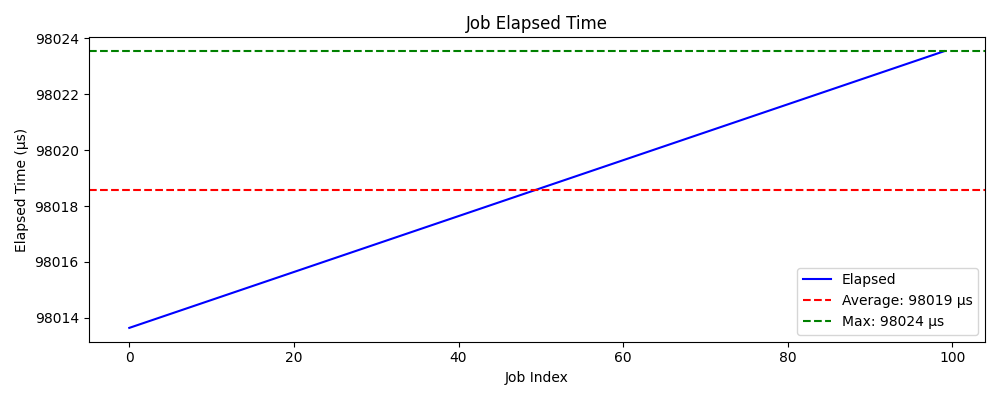 Job Elapsed Time
98024
98022
98020
98018
98016
98014
Elapsed Time (µs)
Elapsed
Average: 98019 µs
Max: 98024 µs
0 20 40 60 80 100
Job Index